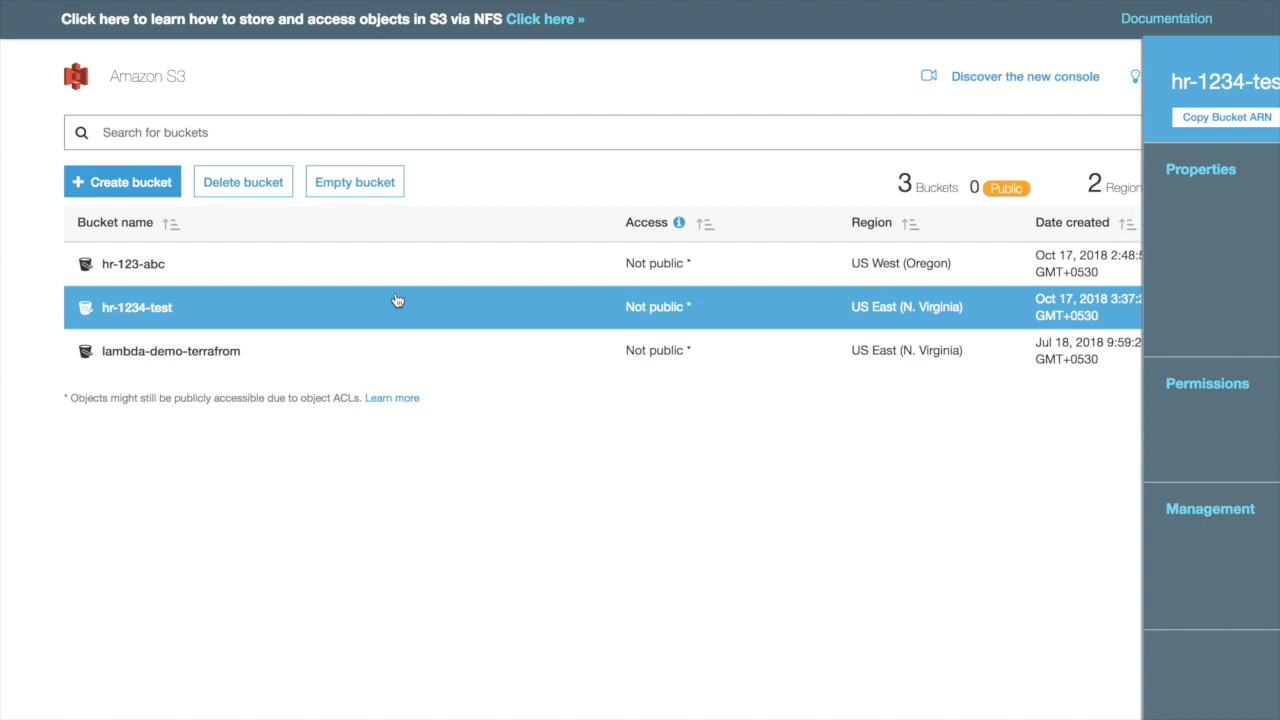 Click here to learn how to store and access objects in S3 via NFS Click here »
Documentation
Amazon S3
Discover the new console
hr-1234-tes
Copy Bucket ARN
Search for buckets
Create bucket
Delete bucket
Empty bucket
3 Buckets 0 Public
2 Region
Properties
Bucket name
Access
Region
Date created
hr-123-abc
Not public *
US West (Oregon)
Oct 17, 2018 2:48:5
GMT+0530
hr-1234-test
Not public *
US East (N. Virginia)
Oct 17, 2018 3:37:2
GMT+0530
lambda-demo-terrafrom
Not public *
US East (N. Virginia)
Jul 18, 2018 9:59:2
GMT+0530
* Objects might still be publicly accessible due to object ACLs. Learn more
Permissions
Management